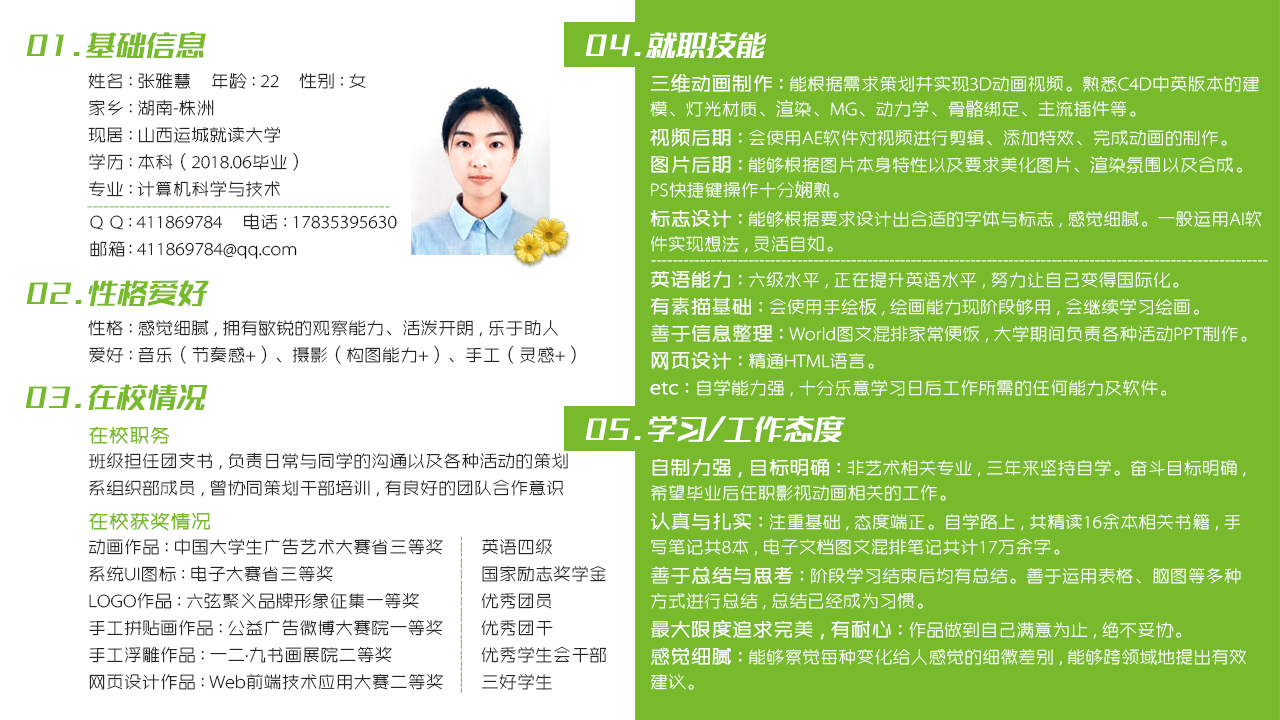 01.基础信息
姓名：张雅慧 年龄：22 性别：女
家乡：湖南-株洲
现居：山西运城就读大学
学历：本科（2018.06毕业）
专业：计算机科学与技术
Q Q：411869784 电话：17835395630
邮箱：411869784@qq.com
02.性格爱好
性格：感觉细腻，拥有敏锐的观察能力、活泼开朗，乐于助人
爱好：音乐（节奏感+）、摄影（构图能力+）、手工（灵感+）
03.在校情况
在校职务
班级担任团支书，负责日常与同学的沟通以及各种活动的策划
系组织部成员，曾协同策划干部培训，有良好的团队合作意识
在校获奖情况
动画作品：中国大学生广告艺术大赛省三等奖
系统UI图标：电子大赛省三等奖
LOGO作品：六弦聚义品牌形象征集一等奖
手工拼贴画作品：公益广告微博大赛院一等奖
手工浮雕作品：一二·九书画展院二等奖
网页设计作品：Web前端技术应用大赛二等奖
英语四级
国家励志奖学金
优秀团员
优秀团干
优秀学生会干部
三好学生
04.就职技能
三维动画制作：能根据需求策划并实现3D动画视频。熟悉C4D中英版本的建
模、灯光材质、渲染、MG、动力学、骨骼绑定、主流插件等。
视频后期：会使用AE软件对视频进行剪辑、添加特效、完成动画的制作。
图片后期：能够根据图片本身特性以及要求美化图片、渲染氛围以及合成。
PS快捷键操作十分娴熟。
标志设计：能够根据要求设计出合适的字体与标志，感觉细腻。一般运用AI软
件实现想法，灵活自如。
英语能力：六级水平，正在提升英语水平，努力让自己变得国际化。
有素描基础：会使用手绘板，绘画能力现阶段够用，会继续学习绘画。
善于信息整理：World图文混排家常便饭，大学期间负责各种活动PPT制作。
网页设计：精通HTML语言。
etc：自学能力强，十分乐意学习日后工作所需的任何能力及软件。
05.学习/工作态度
自制力强，目标明确：非艺术相关专业，三年来坚持自学。奋斗目标明确，
希望毕业后任职影视动画相关的工作。
认真与扎实：注重基础，态度端正。自学路上，共精读16余本相关书籍，手
写笔记共8本，电子文档图文混排笔记共计17万余字。
善于总结与思考：阶段学习结束后均有总结。善于运用表格、脑图等多种
方式进行总结，总结已经成为习惯。
最大限度追求完美，有耐心：作品做到自己满意为止，绝不妥协。
感觉细腻：能够察觉每种变化给人感觉的细微差别，能够跨领域地提出有效
建议。